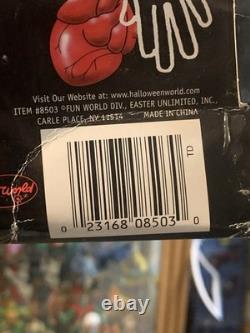 Visit Our Website at: www.halloweenworld.com
ITEM #8503 ©FUN WORLD DIV., EASTER UNLIMITED, INC.,
CARLE PLACE, NY 11514 MADE IN CHINA
World
TD
0 23168 08503 0